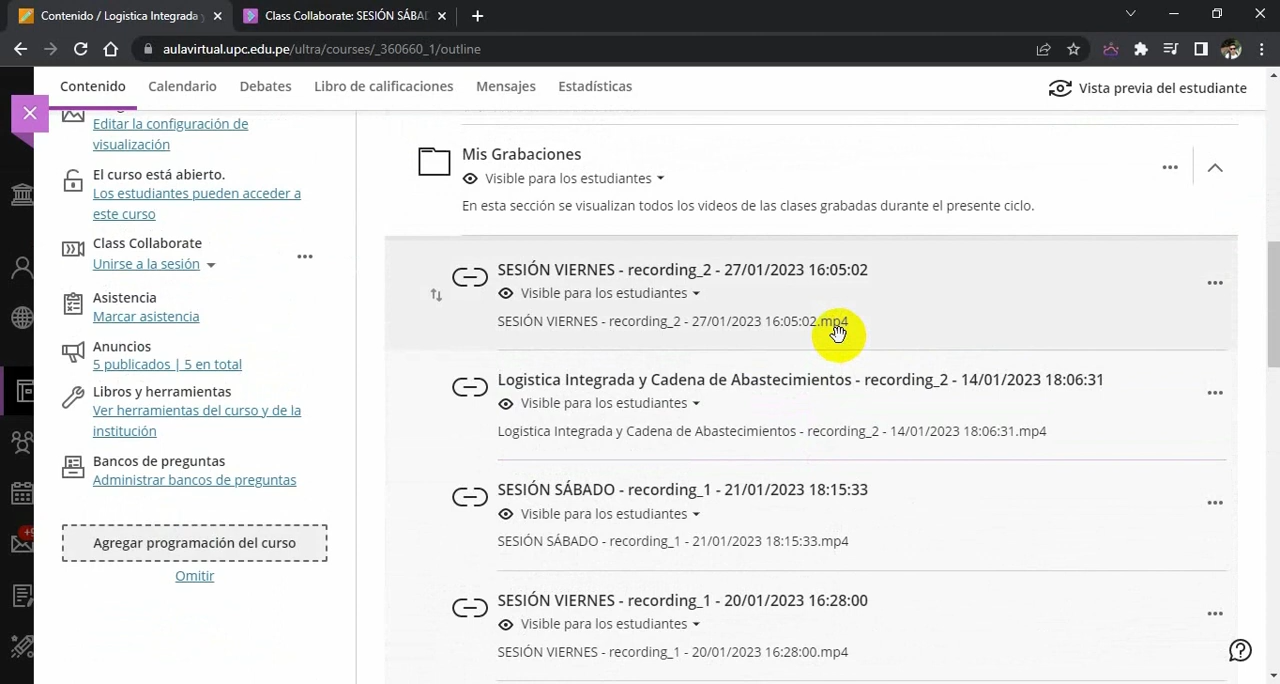 Contenido / Logistica Integrada y
Class Collaborate: SESIÓN SÁBAD
aulavirtual.upc.edu.pe/ultra/courses/_360660_1/outline
Contenido
Calendario
Debates
Libro de calificaciones
Mensajes
Estadísticas
Vista previa del estudiante
Editar la configuración de
visualización
El curso está abierto.
Los estudiantes pueden acceder a
este curso
Class Collaborate
Unirse a la sesión
Asistencia
Marcar asistencia
Anuncios
5 publicados | 5 en total
Libros y herramientas
Ver herramientas del curso y de la
institución
Bancos de preguntas
Administrar bancos de preguntas
Agregar programación del curso
Omitir
Mis Grabaciones
Visible para los estudiantes
En esta sección se visualizan todos los videos de las clases grabadas durante el presente ciclo.
SESIÓN VIERNES - recording_2 - 27/01/2023 16:05:02
Visible para los estudiantes
SESIÓN VIERNES - recording_2 - 27/01/2023 16:05:02.mp4
Logistica Integrada y Cadena de Abastecimientos - recording_2 - 14/01/2023 18:06:31
Visible para los estudiantes
Logistica Integrada y Cadena de Abastecimientos - recording_2 - 14/01/2023 18:06:31.mp4
SESIÓN SÁBADO - recording_1 - 21/01/2023 18:15:33
Visible para los estudiantes
SESIÓN SÁBADO - recording_1 - 21/01/2023 18:15:33.mp4
SESIÓN VIERNES - recording_1 - 20/01/2023 16:28:00
Visible para los estudiantes
SESIÓN VIERNES - recording_1 - 20/01/2023 16:28:00.mp4